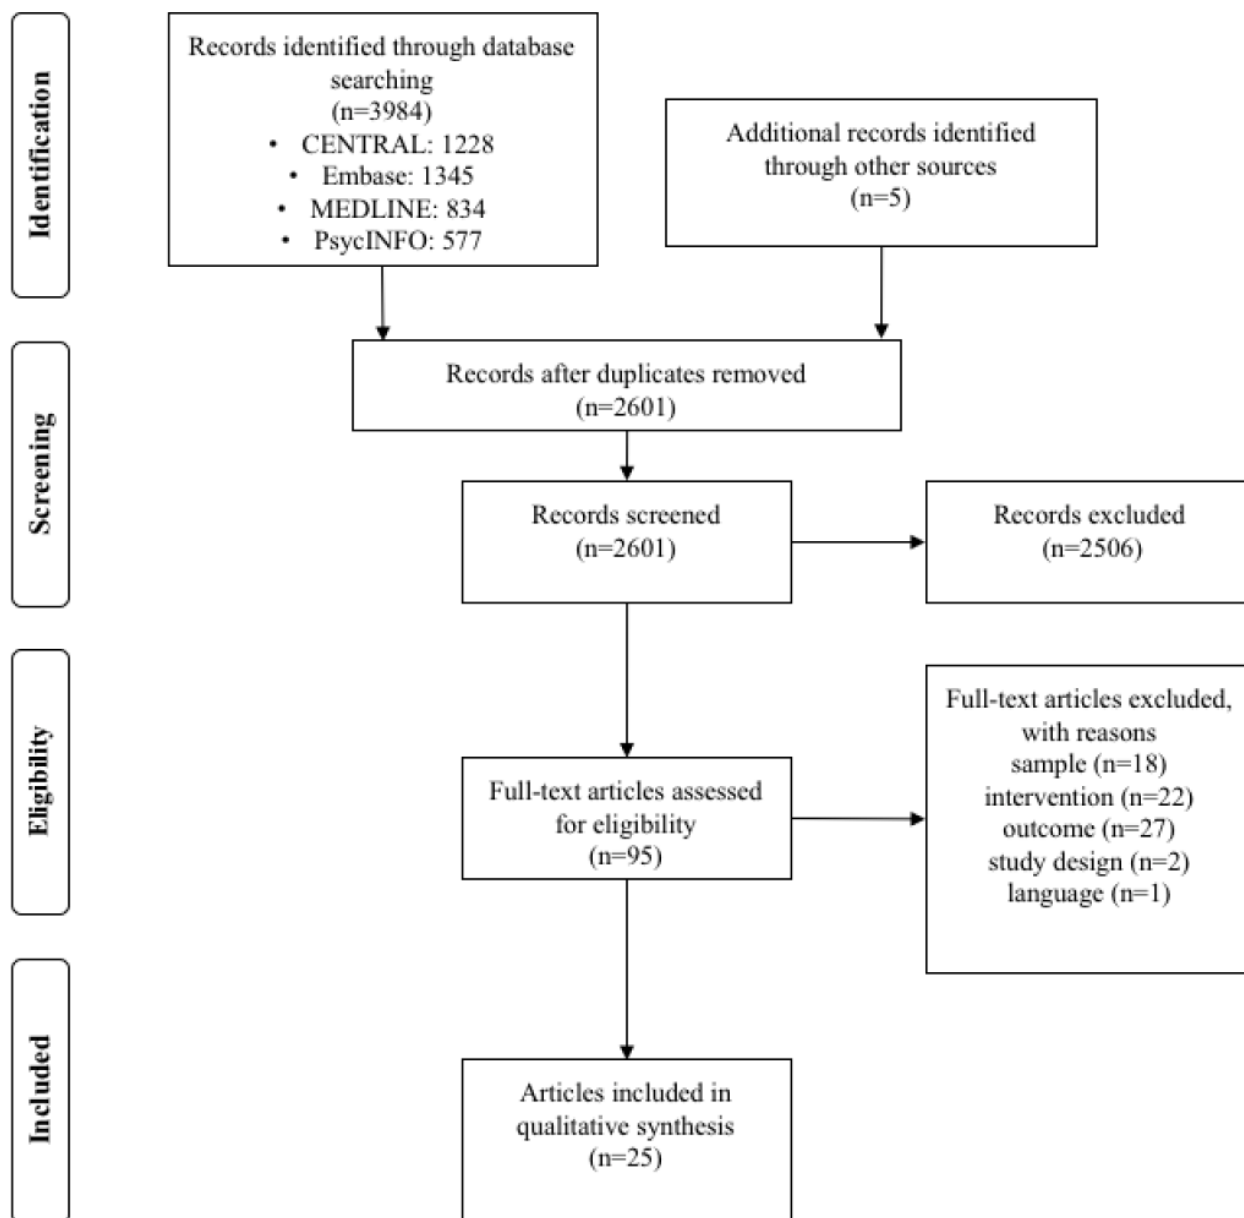 Identification
Records identified through database
searching
(n=3984)
• CENTRAL: 1228
• Embase: 1345
• MEDLINE: 834
• PsycINFO: 577
Additional records identified
through other sources
(n=5)
Screening
Records after duplicates removed
(n=2601)
Records screened
(n=2601)
Records excluded
(n=2506)
Eligibility
Full-text articles assessed
for eligibility
(n=95)
Full-text articles excluded,
with reasons
sample (n=18)
intervention (n=22)
outcome (n=27)
study design (n=2)
language (n=1)
Included
Articles included in
qualitative synthesis
(n=25)